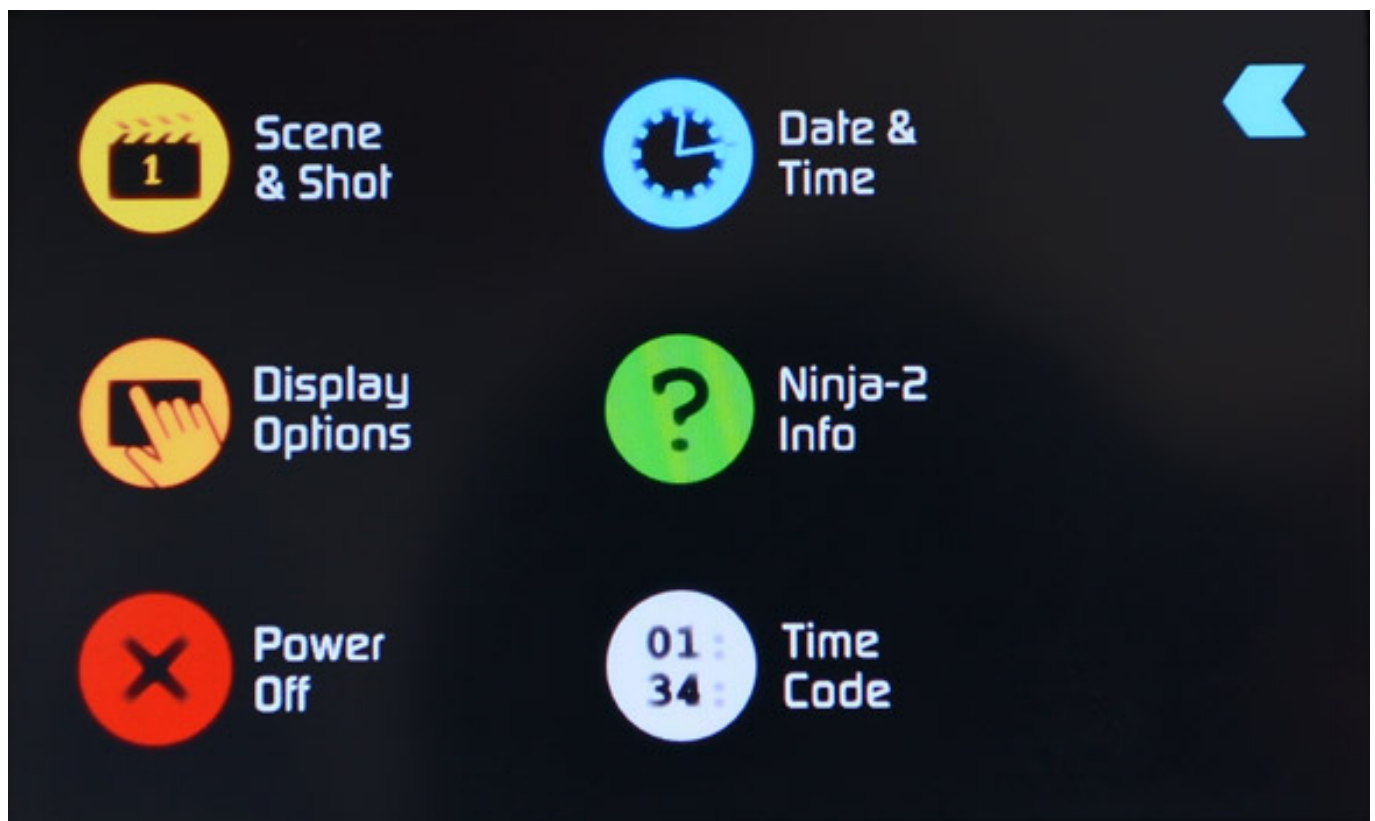 1
Scene
& Shot
Date &
Time
Display
Options
?
Ninja-2
Info
Power
Off
01:
34:
Time
Code